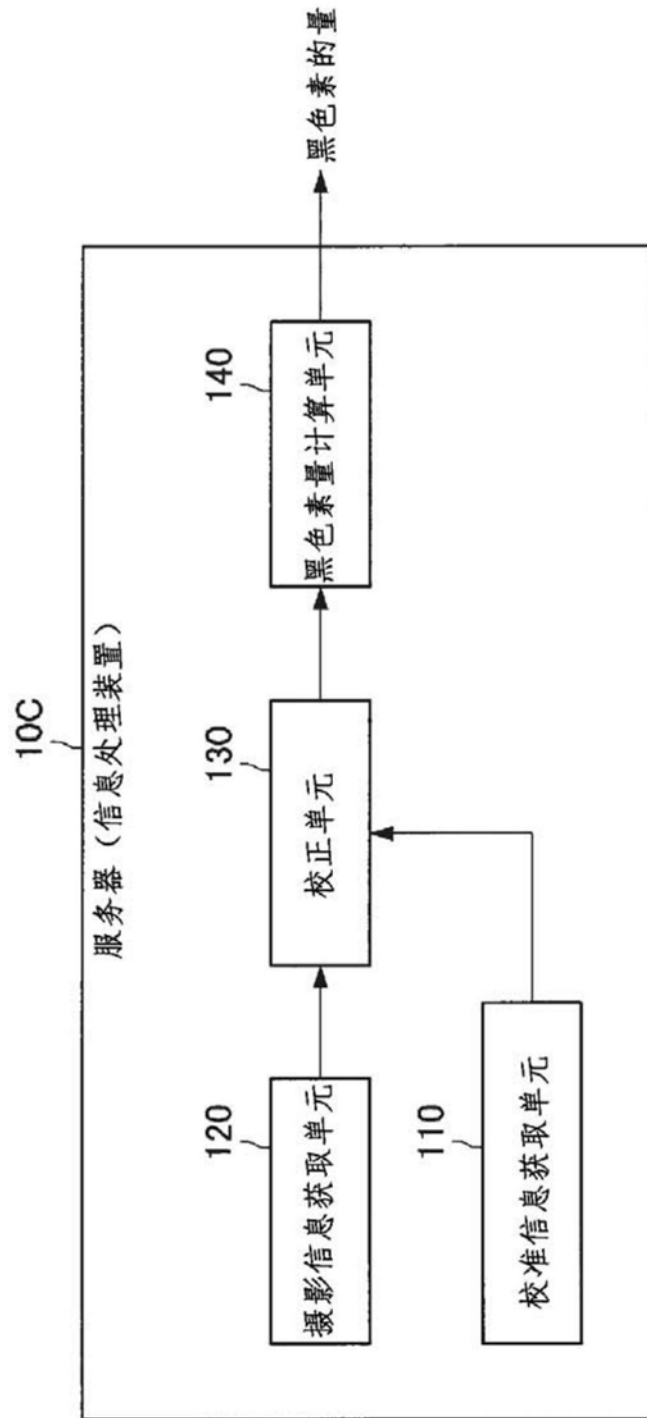 10C
服务器（信息处理装置）
120
摄影信息获取单元
130
校正单元
140
黑色素量计算单元
黑色素的量
110
校准信息获取单元